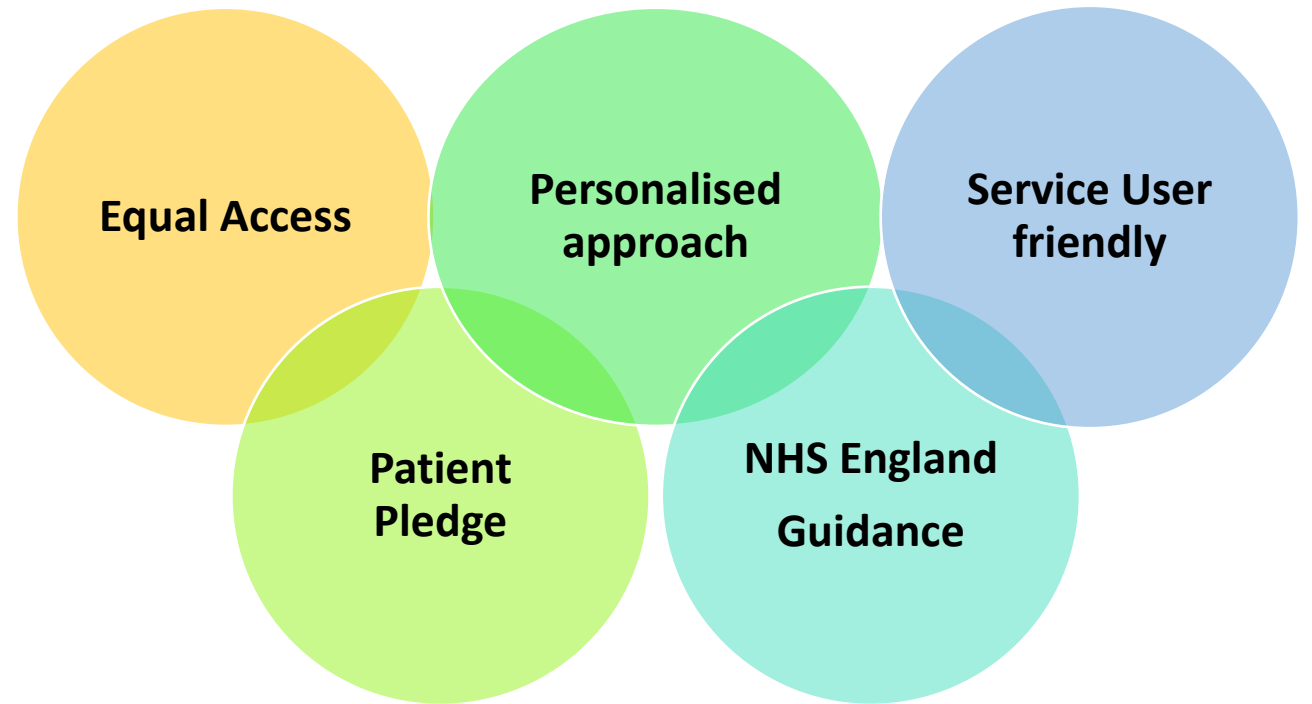 Equal Access
Personalised
approach
Service User
friendly
Patient
Pledge
NHS England
Guidance